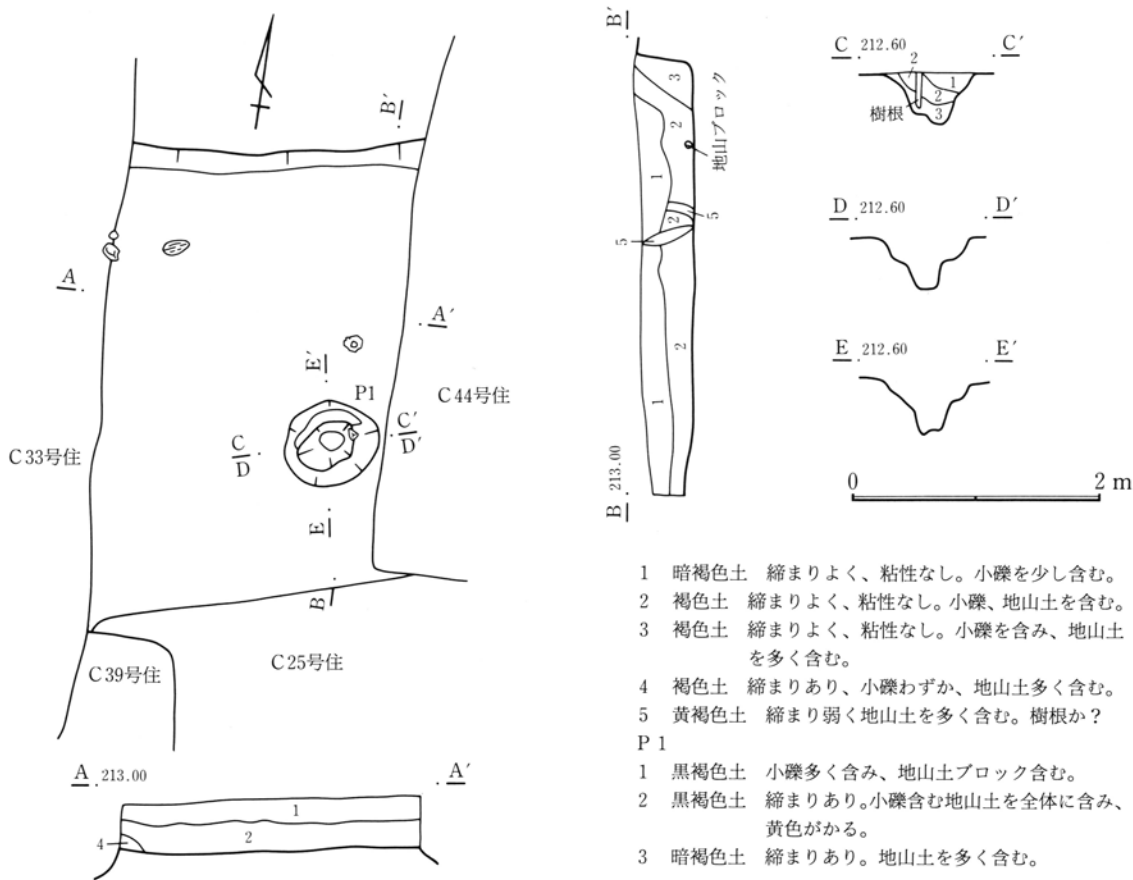 B′
A
A′
E′
P1
C 44号住
C′
D′
C
D
C 33号住
E
B
C 25号住
C 39号住
A 213.00 A′
1
2
4
B′
3
2
地山ブロック
1
5
2
5
2
1
B 213.00
C 212.60 C′
2
1
2
樹根
3
D 212.60 D′
E 212.60 E′
0 2 m
1 暗褐色土 締まりよく、粘性なし。小礫を少し含む。
2 褐色土 締まりよく、粘性なし。小礫、地山土を含む。
3 褐色土 締まりよく、粘性なし。小礫を含み、地山土
を多く含む。
4 褐色土 締まりあり、小礫わずか、地山土多く含む。
5 黄褐色土 締まり弱く地山土を多く含む。樹根か？
P 1
1 黒褐色土 小礫多く含み、地山土ブロック含む。
2 黒褐色土 締まりあり。小礫含む地山土を全体に含み、
黄色がかる。
3 暗褐色土 締まりあり。地山土を多く含む。